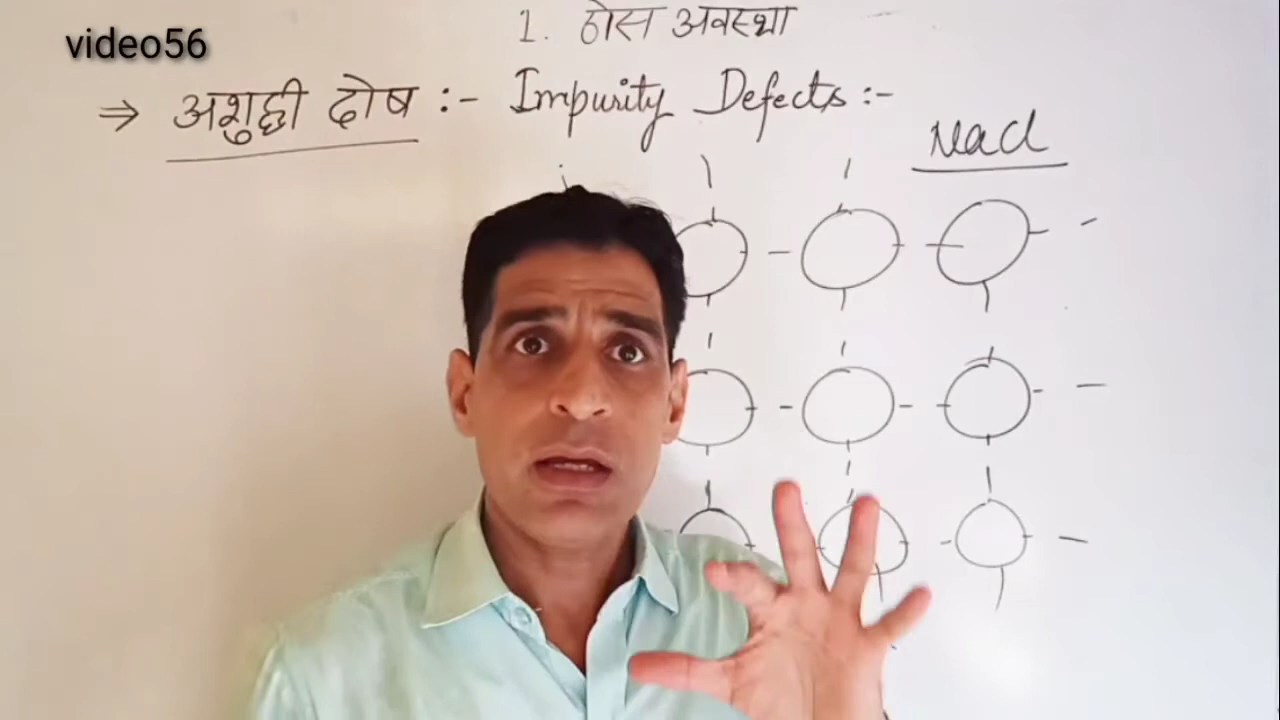 video56
1. ठोस अवस्था
⇒ अशुद्धी दोष :- Impurity Defects :-
NaCl